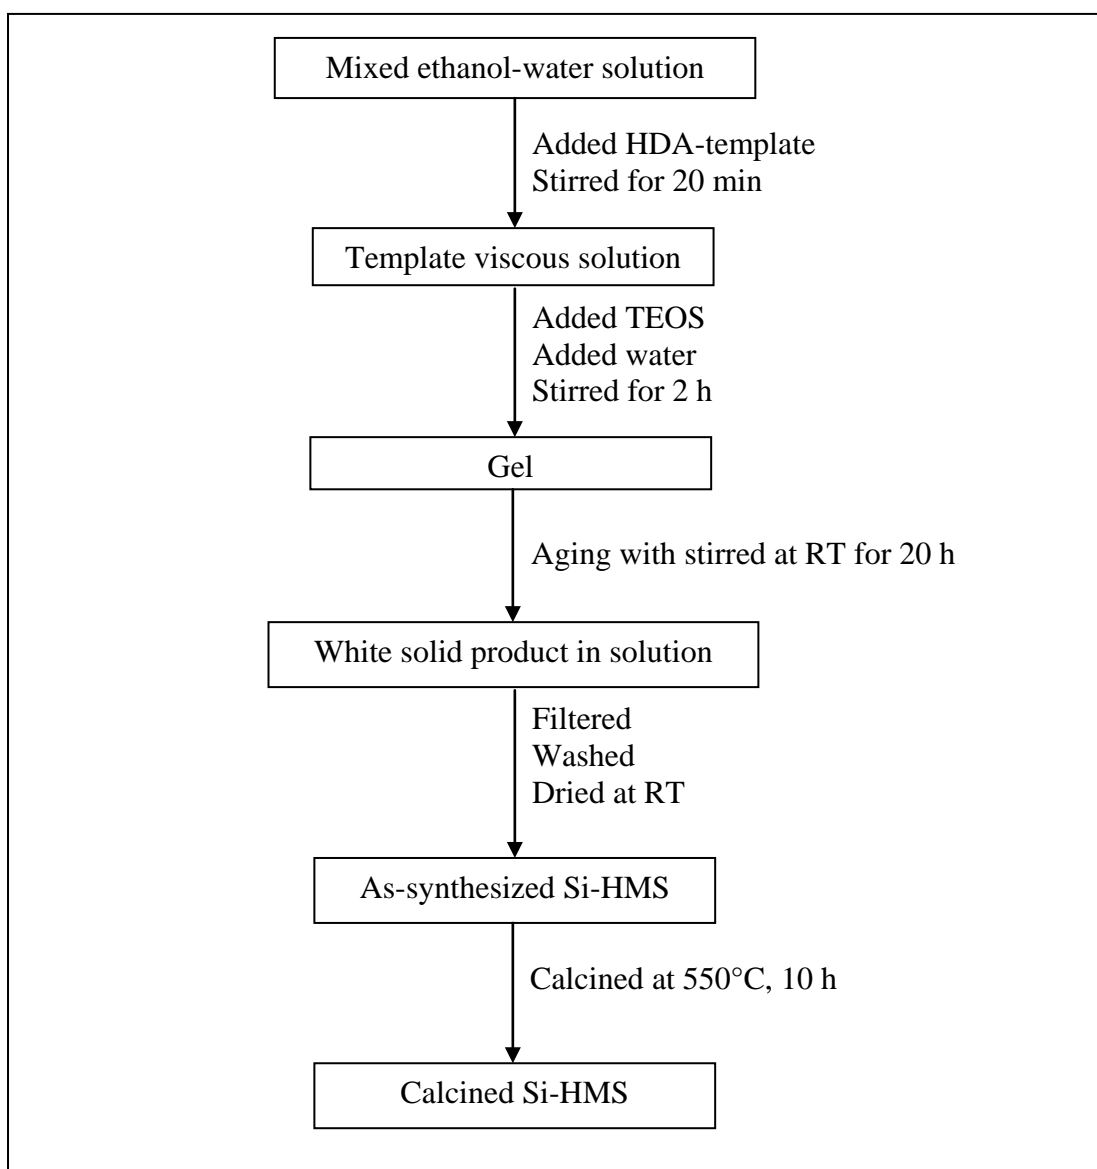 Mixed ethanol-water solution
Added HDA-template
Stirred for 20 min
Template viscous solution
Added TEOS
Added water
Stirred for 2 h
Gel
Aging with stirred at RT for 20 h
White solid product in solution
Filtered
Washed
Dried at RT
As-synthesized Si-HMS
Calcined at 550°C, 10 h
Calcined Si-HMS